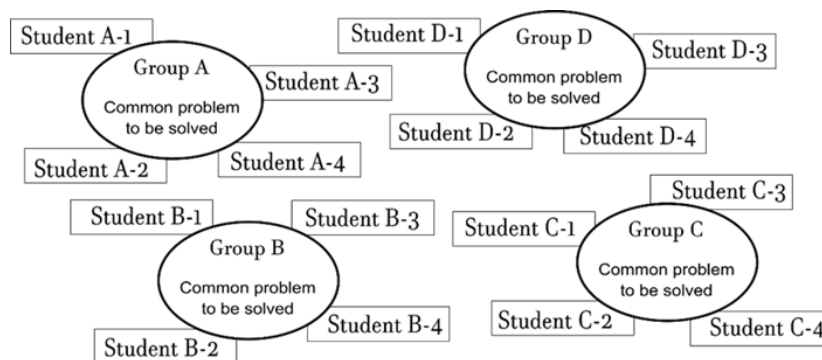 Student A-1
Group A
Common problem
to be solved
Student A-3
Student A-2
Student A-4
Student D-1
Group D
Common problem
to be solved
Student D-3
Student D-2
Student D-4
Student B-1
Group B
Common problem
to be solved
Student B-3
Student B-2
Student B-4
Student C-3
Student C-1
Group C
Common problem
to be solved
Student C-2
Student C-4